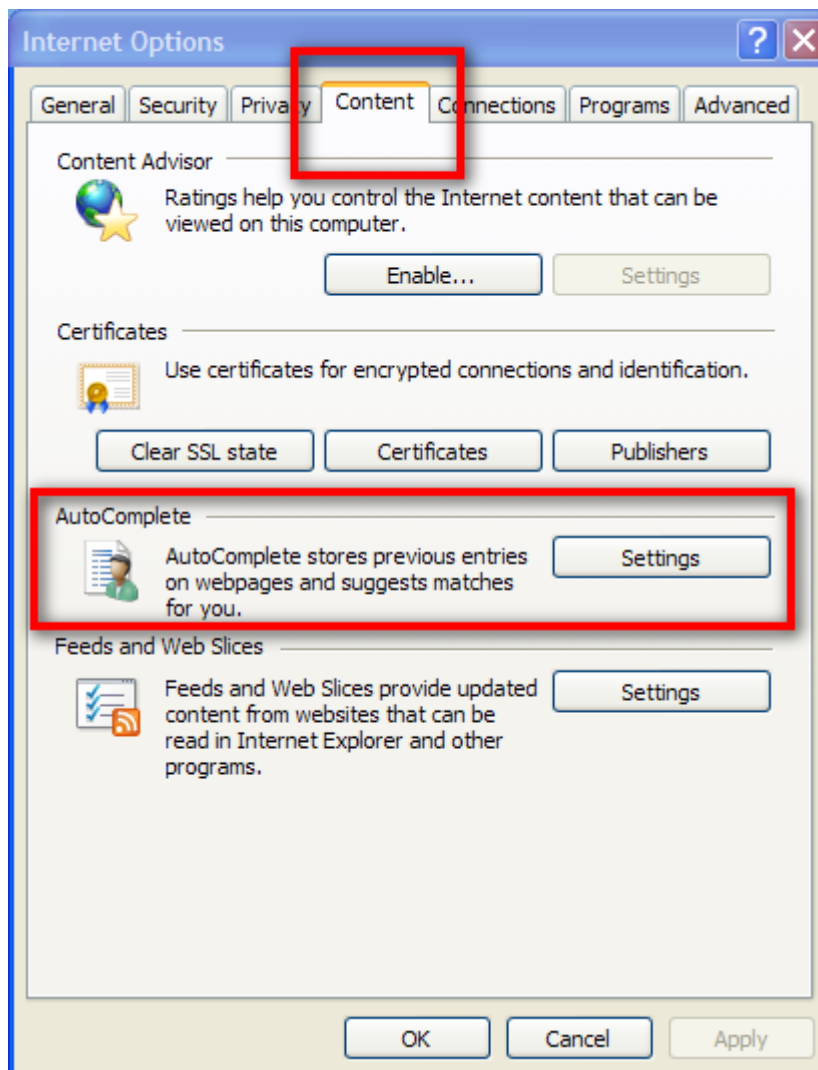 Internet Options
General Security Privacy Content Connections Programs Advanced
Content Advisor
Ratings help you control the Internet content that can be
viewed on this computer.
Enable... Settings
Certificates
Use certificates for encrypted connections and identification.
Clear SSL state Certificates Publishers
AutoComplete
AutoComplete stores previous entries
on webpages and suggests matches
for you.
Settings
Feeds and Web Slices
Feeds and Web Slices provide updated
content from websites that can be
read in Internet Explorer and other
programs.
Settings
OK Cancel Apply